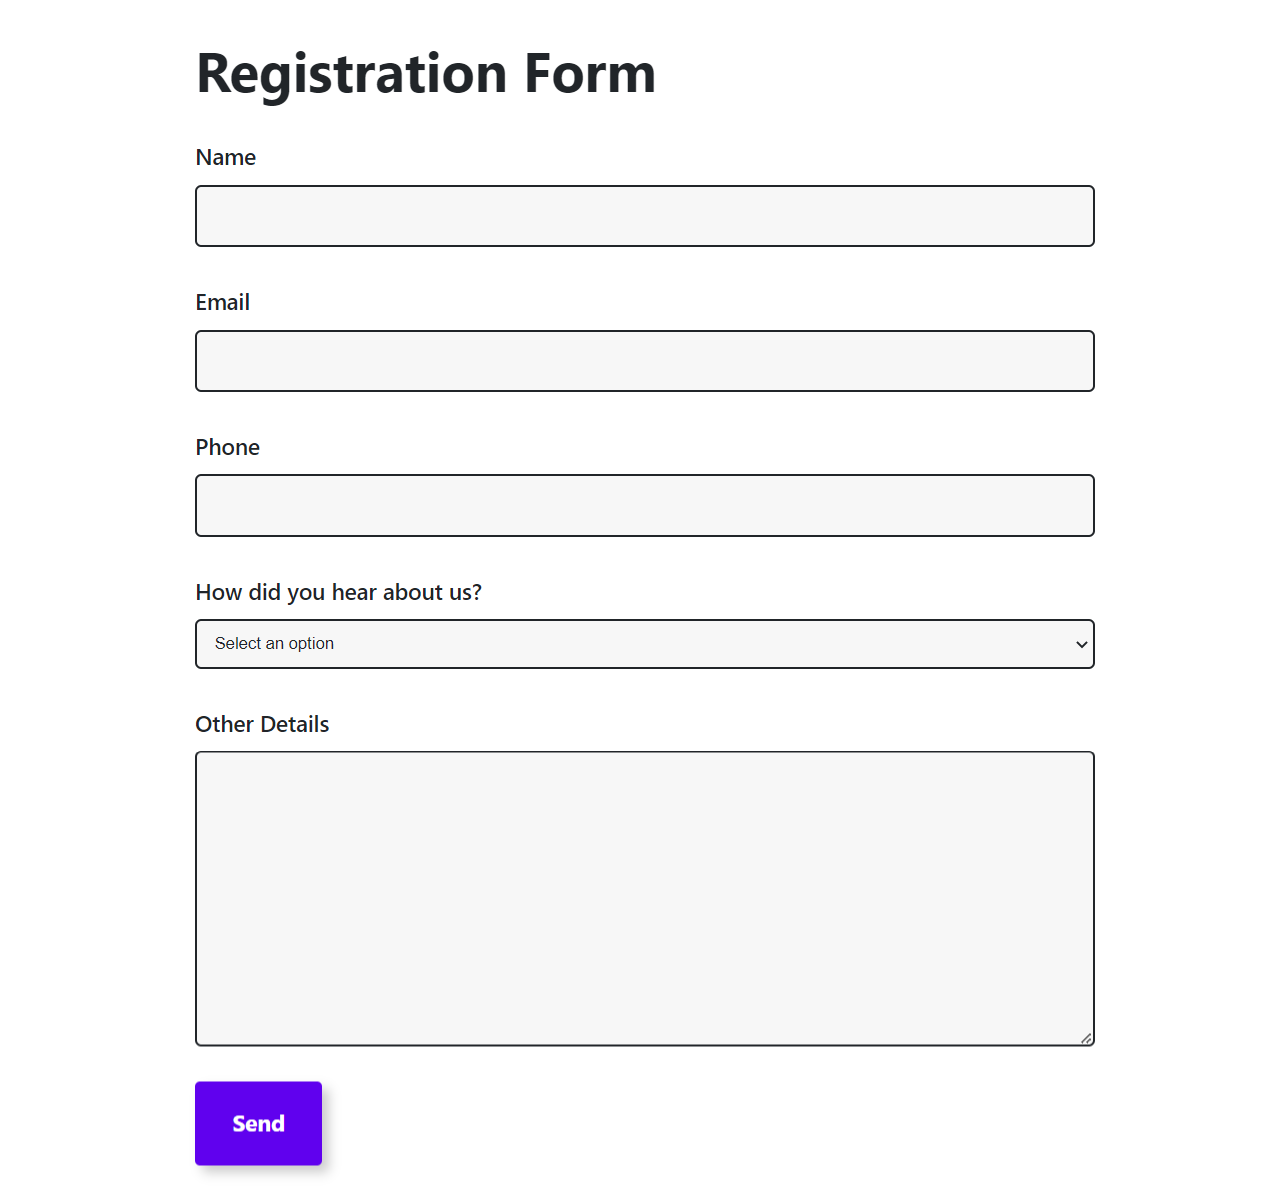 Registration Form
Name
Email
Phone
How did you hear about us?
Select an option
Other Details
Send